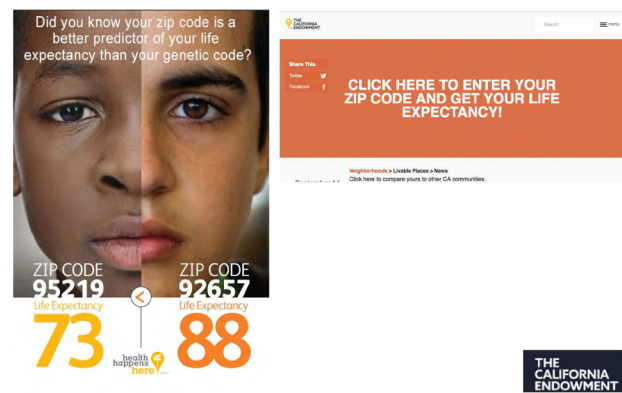 Did you know your zip code is a
better predictor of your life
expectancy than your genetic code?
ZIP CODE
95219
Life Expectancy
73
<
ZIP CODE
92657
Life Expectancy
88
health
happens
here
THE
CALIFORNIA
ENDOWMENT
Search
menu
Share This.
Twitter
Facebook
CLICK HERE TO ENTER YOUR
ZIP CODE AND GET YOUR LIFE
EXPECTANCY!
Neighborhoods > Livable Places > News
Click here to compare yours to other CA communities.
THE
CALIFORNIA
ENDOWMENT